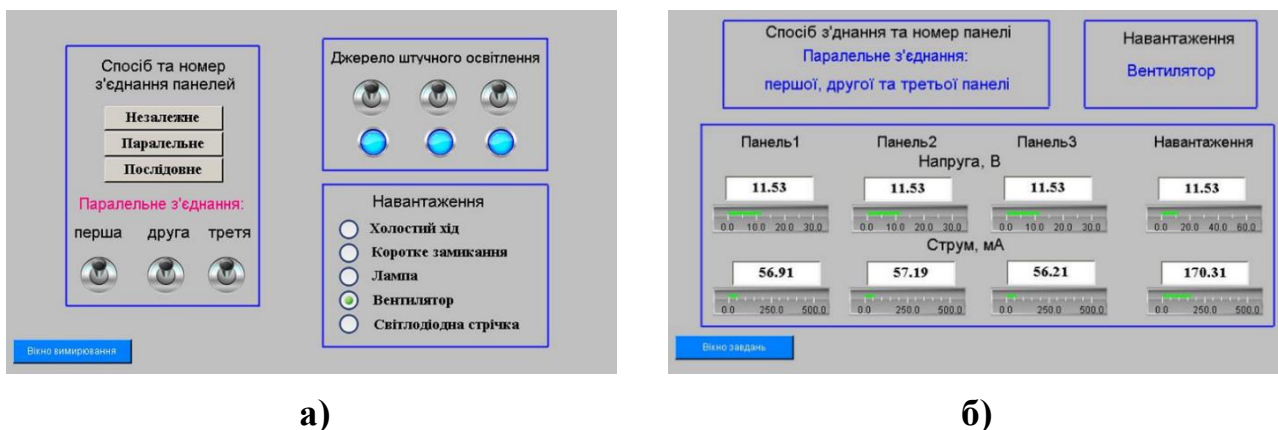 Спосіб та номер
з'єднання панелей
Незалежне
Паралельне
Послідовне
Паралельне з'єднання:
перша друга третя
Джерело штучного освітлення
Навантаження
Холостий хід
Коротке замикання
Лампа
Вентилятор
Світлодіодна стрічка
Вікно вимирювання
а)
Спосіб з'днання та номер панелі
Паралельне з'єднання:
першої, другої та третьої панелі
Навантаження
Вентилятор
Панель1 Панель2 Панель3 Навантаження
Напруга, В
11.53 11.53 11.53 11.53
0.0 10.0 20.0 30.0 0.0 10.0 20.0 30.0 0.0 10.0 20.0 30.0 0.0 20.0 40.0 60.0
Струм, мА
56.91 57.19 56.21 170.31
0.0 250.0 500.0 0.0 250.0 500.0 0.0 250.0 500.0 0.0 250.0 500.0
Вікно завдань
б)